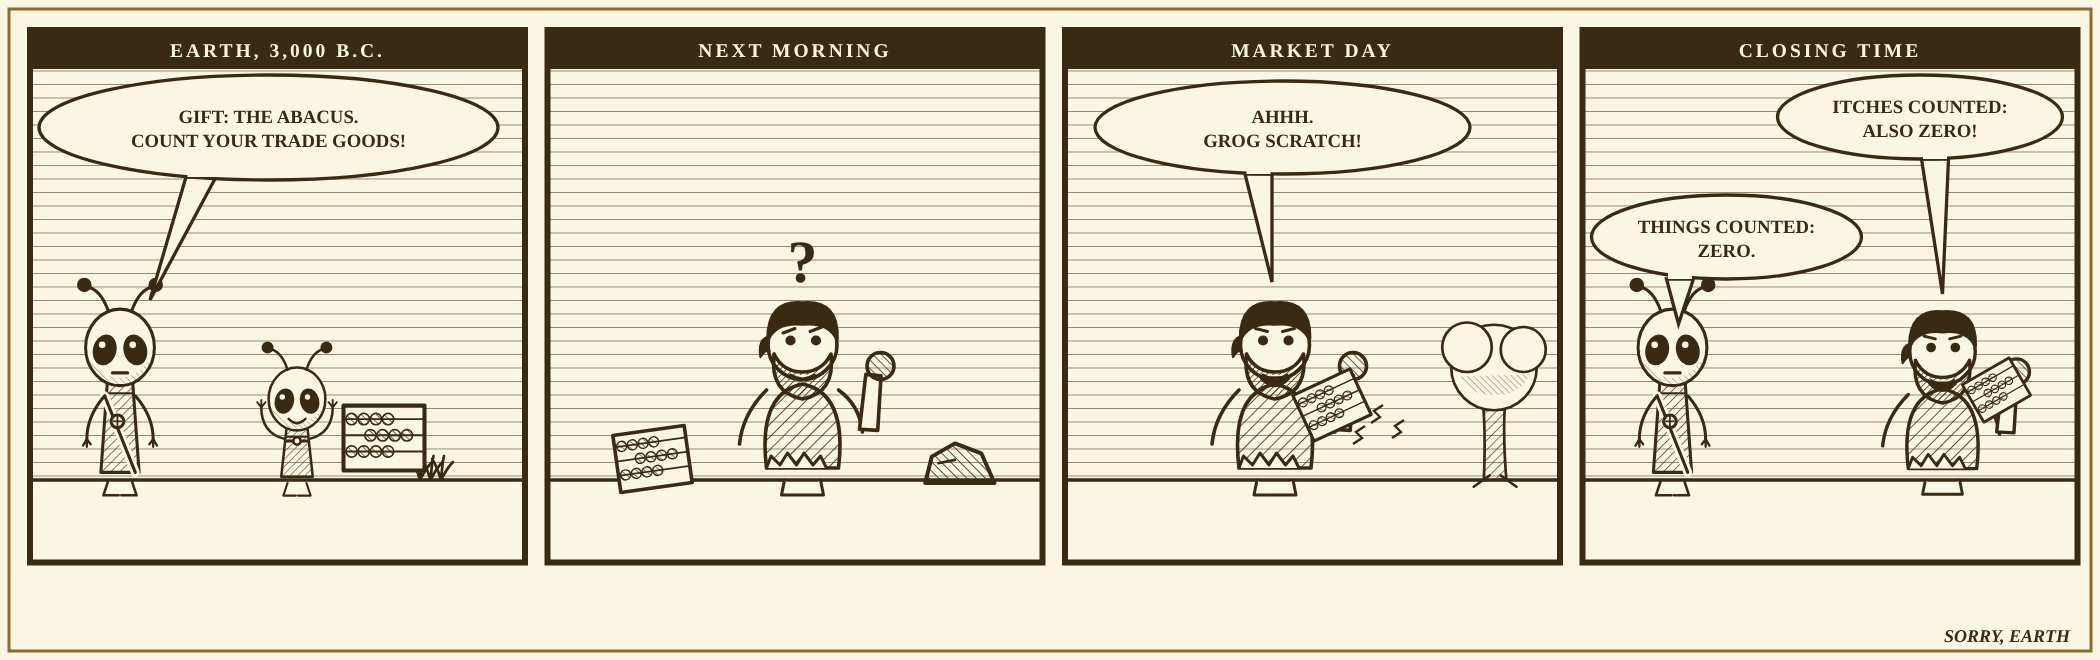 EARTH, 3,000 B.C.
GIFT: THE ABACUS.
COUNT YOUR TRADE GOODS!
NEXT MORNING
?
MARKET DAY
AHHH.
GROG SCRATCH!
CLOSING TIME
THINGS COUNTED:
ZERO.
ITCHES COUNTED:
ALSO ZERO!
SORRY, EARTH